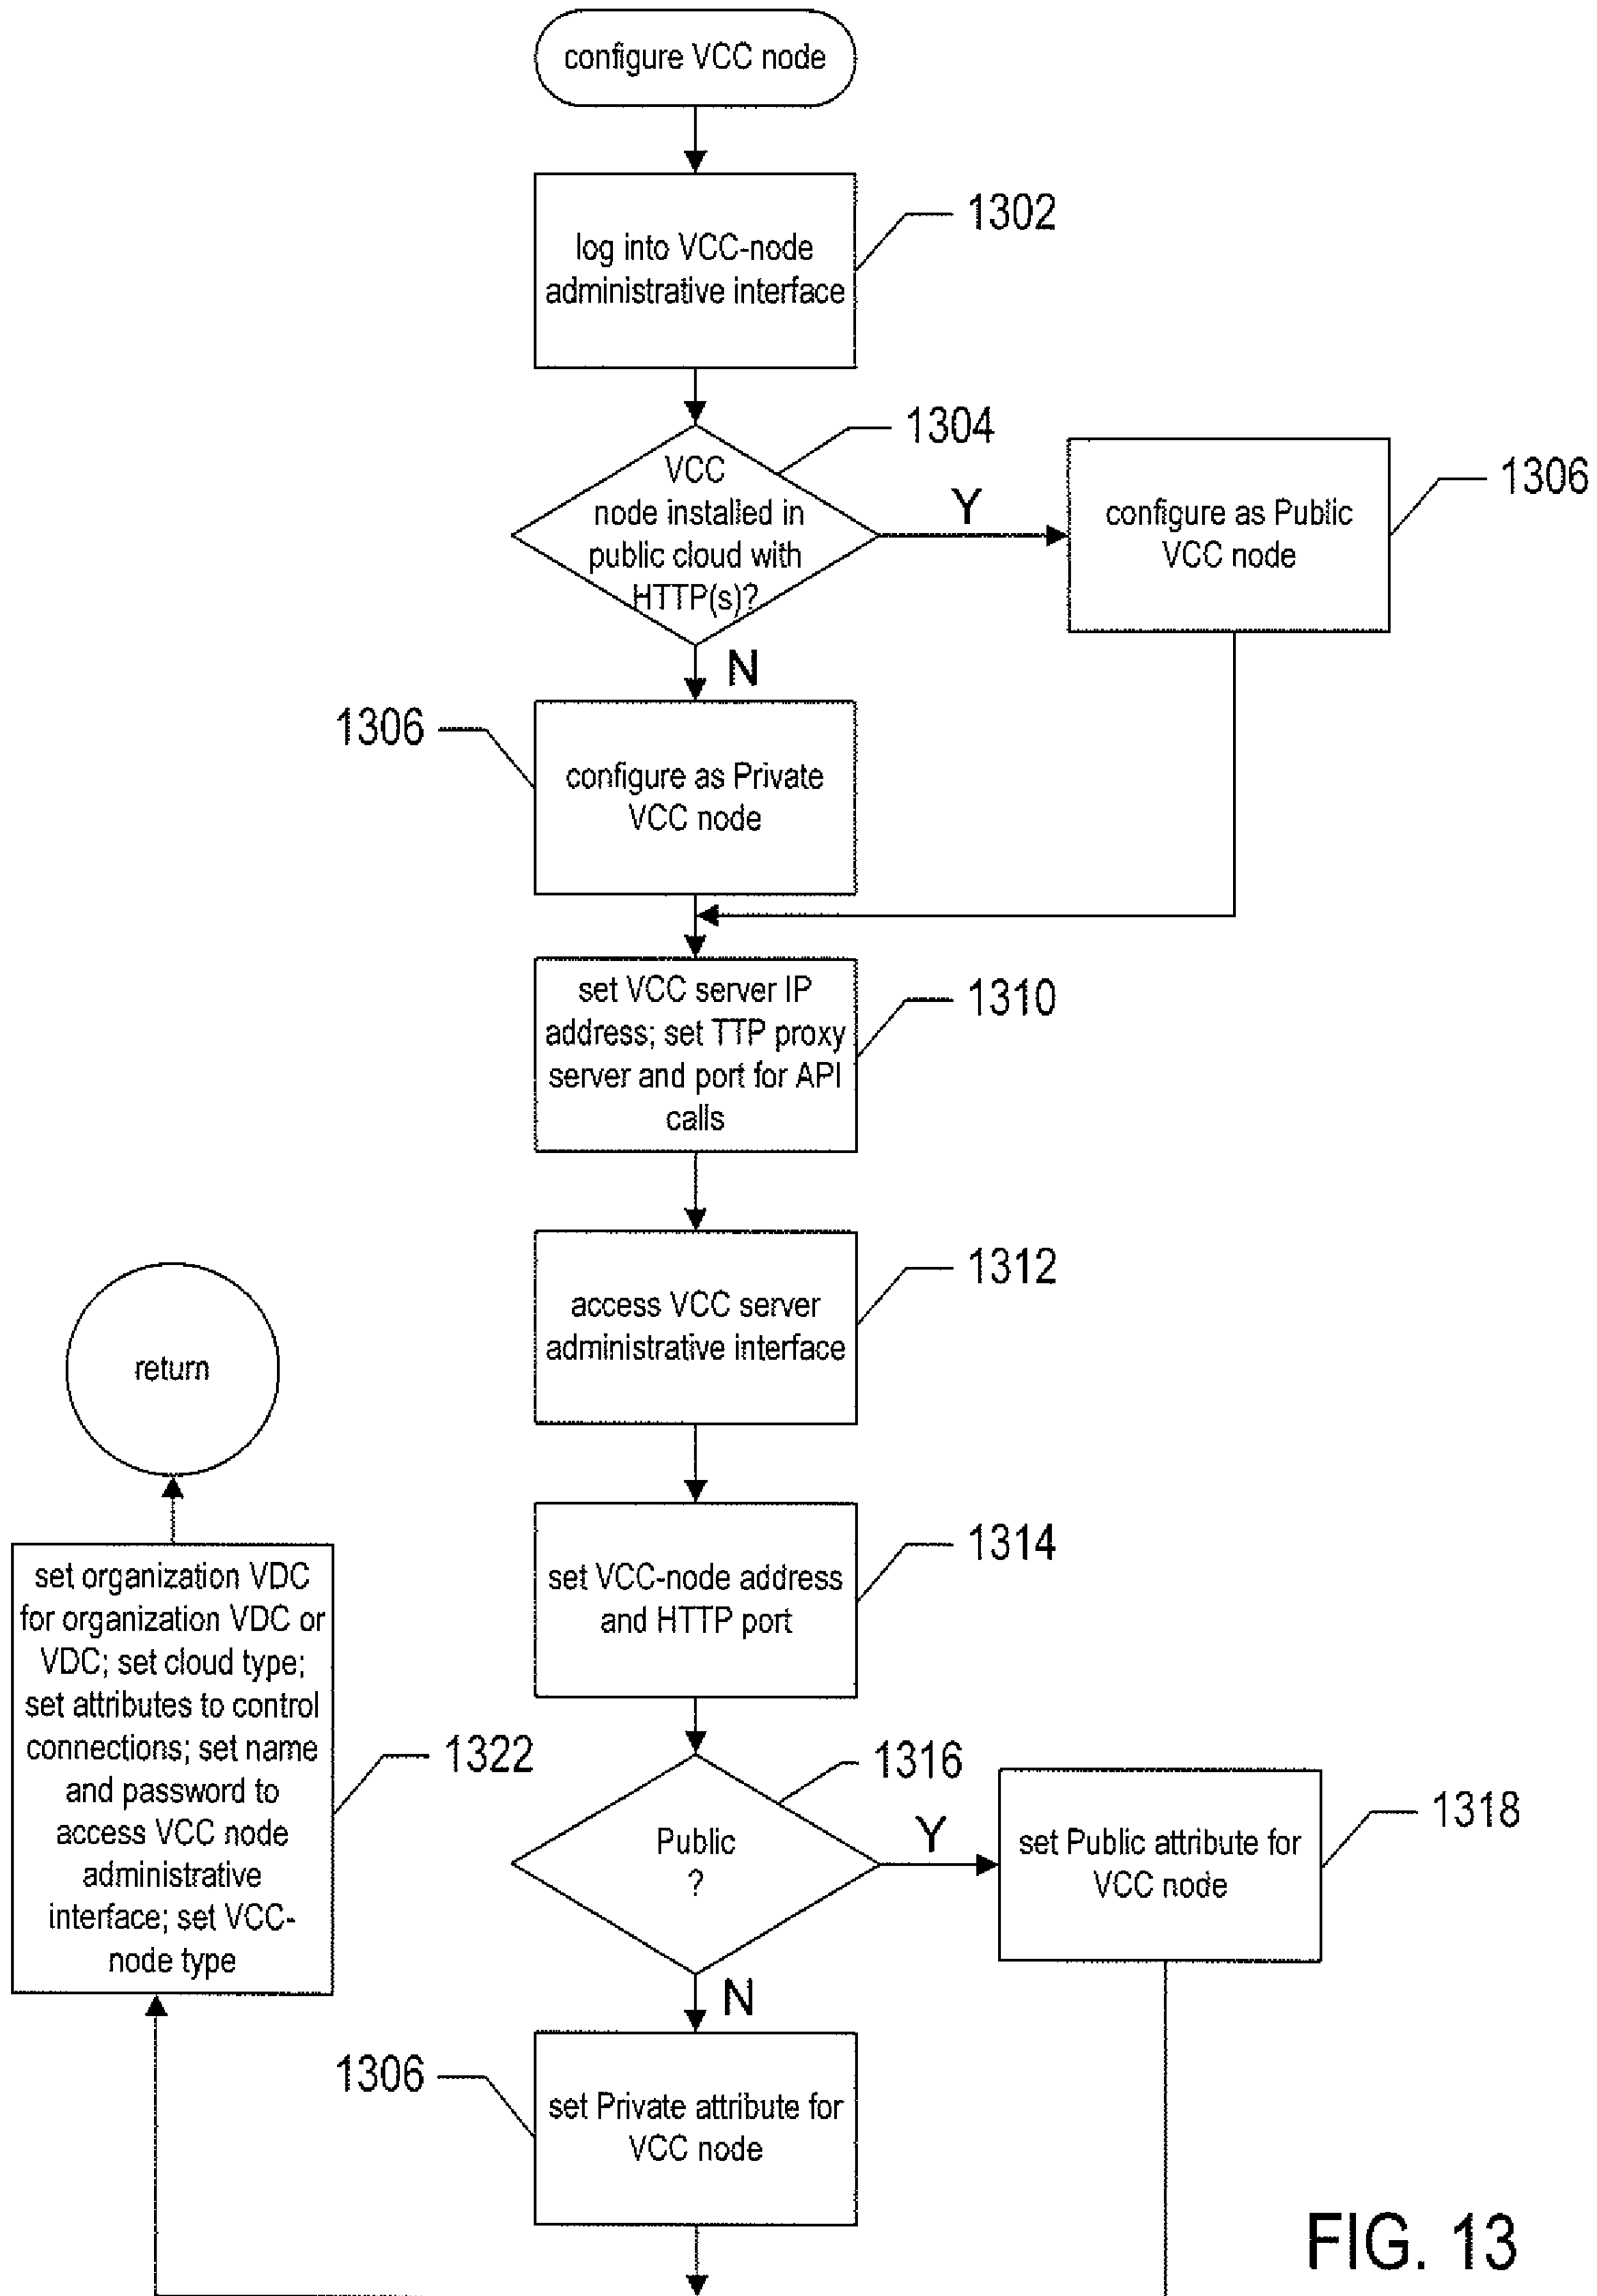 configure VCC node
log into VCC-node
administrative interface
1302
VCC
node installed in
public cloud with
HTTP(s)?
1304
Y
configure as Public
VCC node
1306
N
1306
configure as Private
VCC node
set VCC server IP
address; set TTP proxy
server and port for API
calls
1310
access VCC server
administrative interface
1312
set VCC-node address
and HTTP port
1314
Public
?
1316
Y
set Public attribute for
VCC node
1318
N
1306
set Private attribute for
VCC node
set organization VDC
for organization VDC or
VDC; set cloud type;
set attributes to control
connections; set name
and password to
access VCC node
administrative
interface; set VCC-
node type
1322
return
FIG. 13